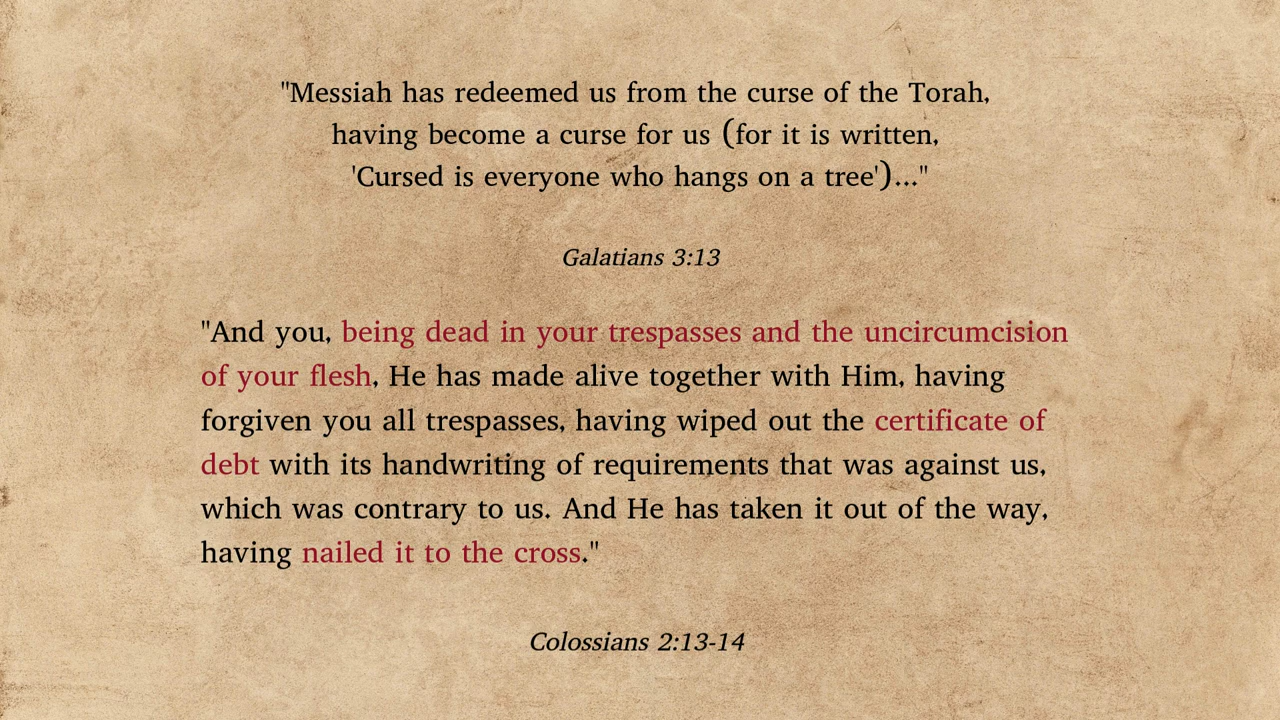 "Messiah has redeemed us from the curse of the Torah,
having become a curse for us (for it is written,
'Cursed is everyone who hangs on a tree')..."
Galatians 3:13
"And you, being dead in your trespasses and the uncircumcision
of your flesh, He has made alive together with Him, having
forgiven you all trespasses, having wiped out the certificate of
debt with its handwriting of requirements that was against us,
which was contrary to us. And He has taken it out of the way,
having nailed it to the cross."
Colossians 2:13-14